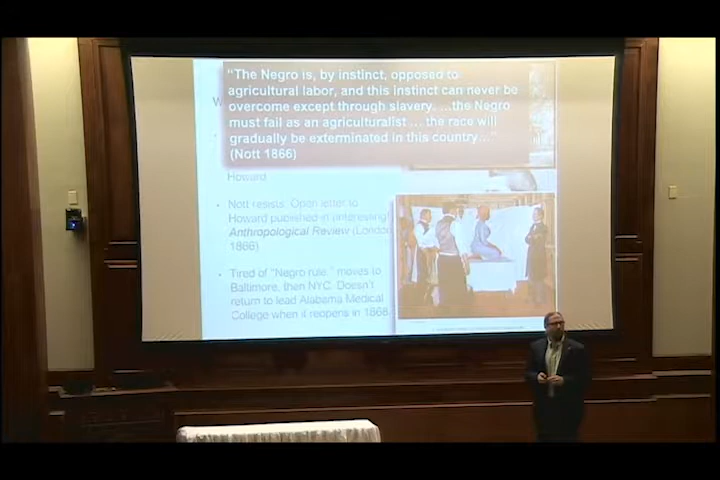 "The Negro is, by instinct, opposed to
agricultural labor, and this instinct can never be
overcome except through slavery. …the Negro
must fail as an agriculturalist … the race will
gradually be exterminated in this country…"
(Nott 1866)
Howard
• Nott resists. Open letter to
Howard published in (interesting!
Anthropological Review (London
1866)
• Tired of "Negro rule," moves to
Baltimore, then NYC. Doesn't
return to lead Alabama Medical
College when it reopens in 1868.